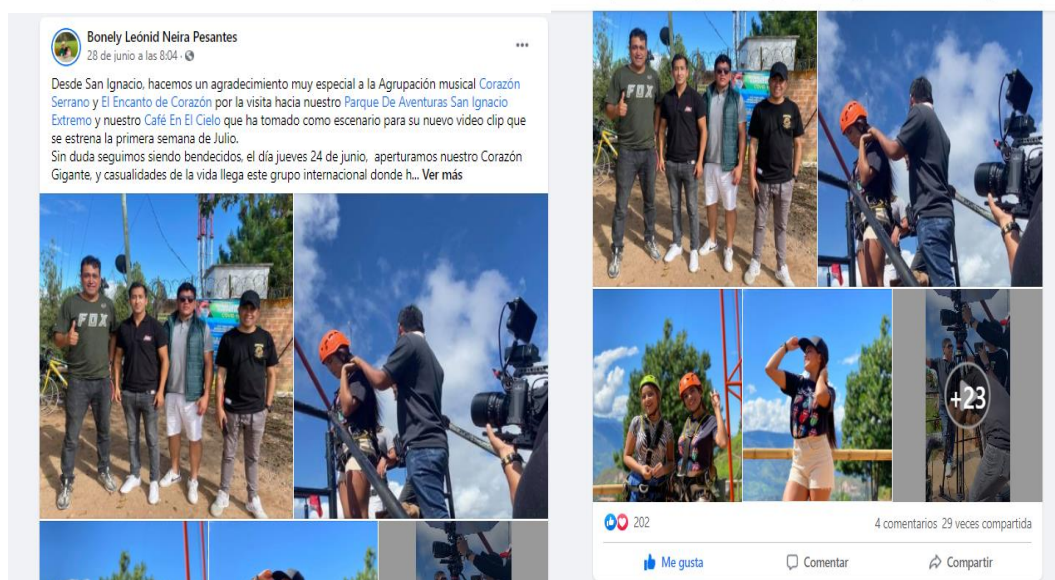 Bonely Leónid Neira Pesantes
28 de junio a las 8:04 ·
Desde San Ignacio, hacemos un agradecimiento muy especial a la Agrupación musical Corazón
Serrano y El Encanto de Corazón por la visita hacia nuestro Parque De Aventuras San Ignacio
Extremo y nuestro Café En El Cielo que ha tomado como escenario para su nuevo video clip que
se estrena la primera semana de Julio.
Sin duda seguimos siendo bendecidos, el día jueves 24 de junio, aperturamos nuestro Corazón
Gigante, y casualidades de la vida llega este grupo internacional donde h... Ver más
FOX
FOX
+23
202
4 comentarios 29 veces compartida
Me gusta
Comentar
Compartir